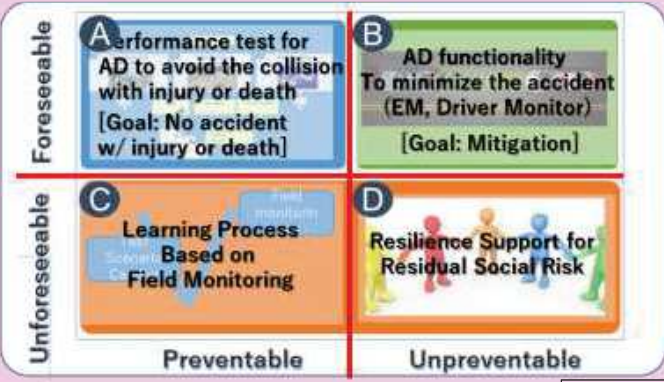 Foreseeable
A
Performance test for
AD to avoid the collision
with injury or death
[Goal: No accident
w/ injury or death]
B
AD functionality
To minimize the accident
(EM, Driver Monitor)
[Goal: Mitigation]
Unforeseeable
C
Field
monitorin
Learning Process
Based on
Field Monitoring
D
Resilience Support for
Residual Social Risk
Preventable
Unpreventable